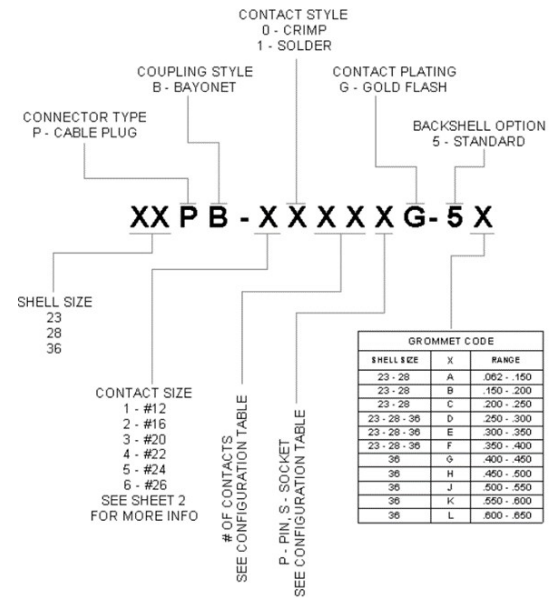 CONTACT STYLE
0 - CRIMP
1 - SOLDER
COUPLING STYLE
B - BAYONET
CONTACT PLATING
G - GOLD FLASH
CONNECTOR TYPE
P - CABLE PLUG
BACKSHELL OPTION
5 - STANDARD
XXPB-XXXXXG-5X
SHELL SIZE
23
28
36
CONTACT SIZE
1 - #12
2 - #16
3 - #20
4 - #22
5 - #24
6 - #26
SEE SHEET 2
FOR MORE INFO
# OF CONTACTS
SEE CONFIGURATION TABLE
P - PIN, S - SOCKET
SEE CONFIGURATION TABLE
GROMMET CODE
SHELL SIZE X RANGE
23 - 28 A .062 - .150
23 - 28 B .150 - .200
23 - 28 C .200 - .250
23 - 28 - 36 D .250 - .300
23 - 28 - 36 E .300 - .350
23 - 28 - 36 F .350 - .400
36 G .400 - .450
36 H .450 - .500
36 J .500 - .550
36 K .550 - .600
36 L .600 - .650